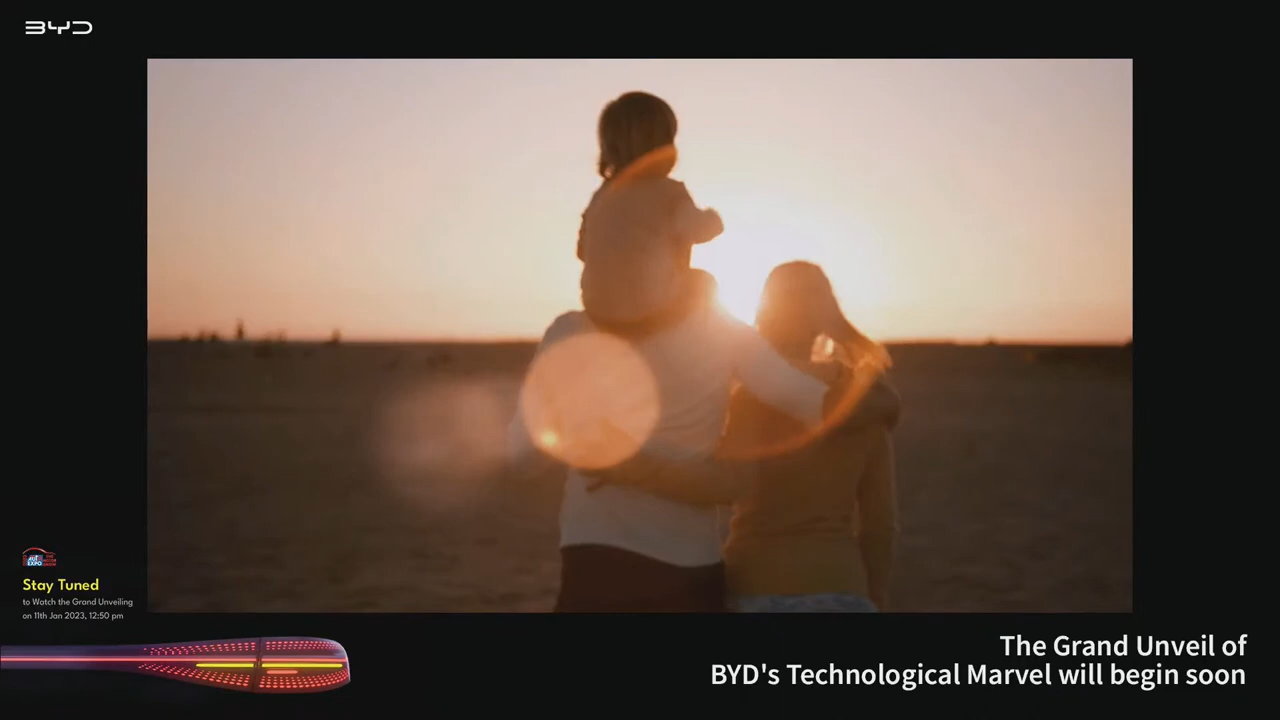 BYD
EXPO
Stay Tuned
to Watch the Grand Unveiling
on 11th Jan 2023, 12:50 pm
The Grand Unveil of
BYD's Technological Marvel will begin soon